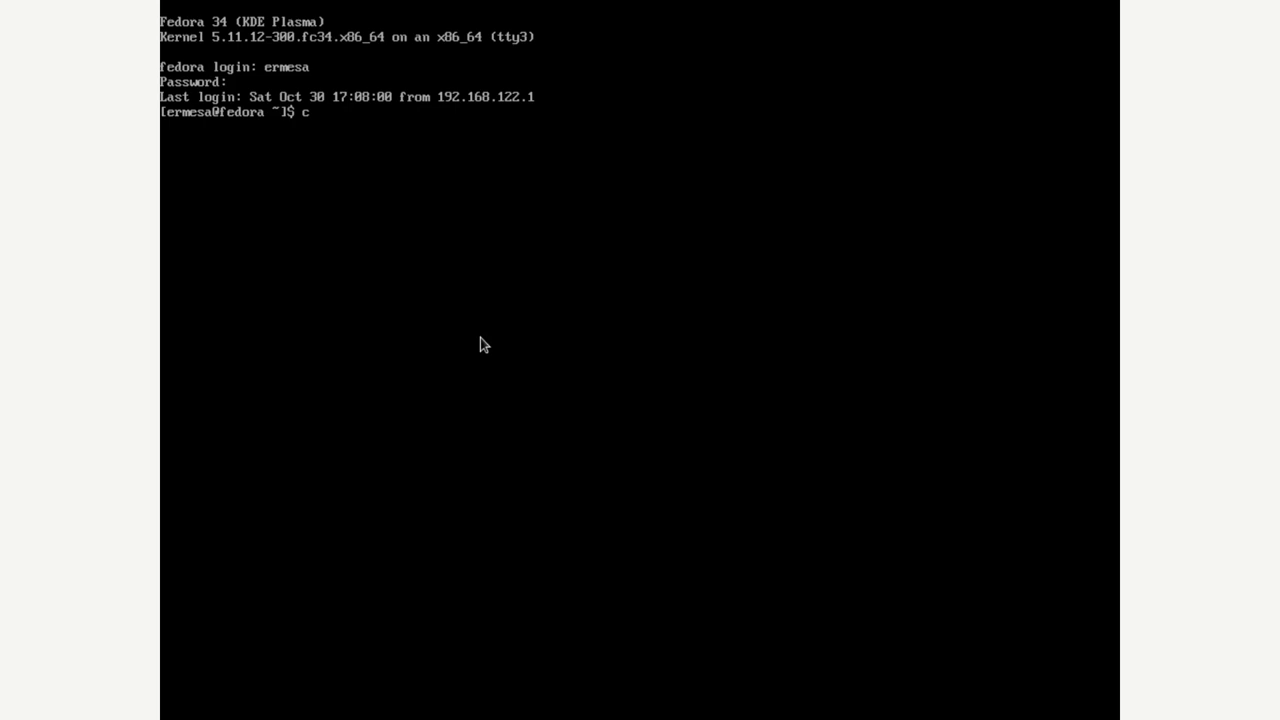 Fedora 34 (KDE Plasma)
Kernel 5.11.12-300.fc34.x86_64 on an x86_64 (tty3)
fedora login: ermesa
Password:
Last login: Sat Oct 30 17:08:00 from 192.168.122.1
[ermesa@fedora ~]$ c